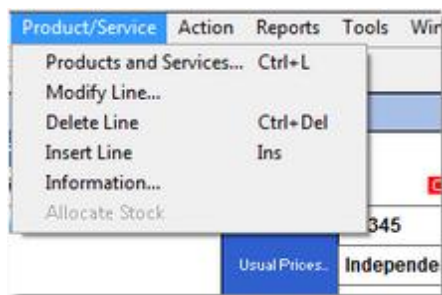 Product/Service Action Reports Tools
Products and Services... Ctrl+L
Modify Line...
Delete Line Ctrl+Del
Insert Line Ins
Information...
Allocate Stock
345
Usual Prices.. Independe